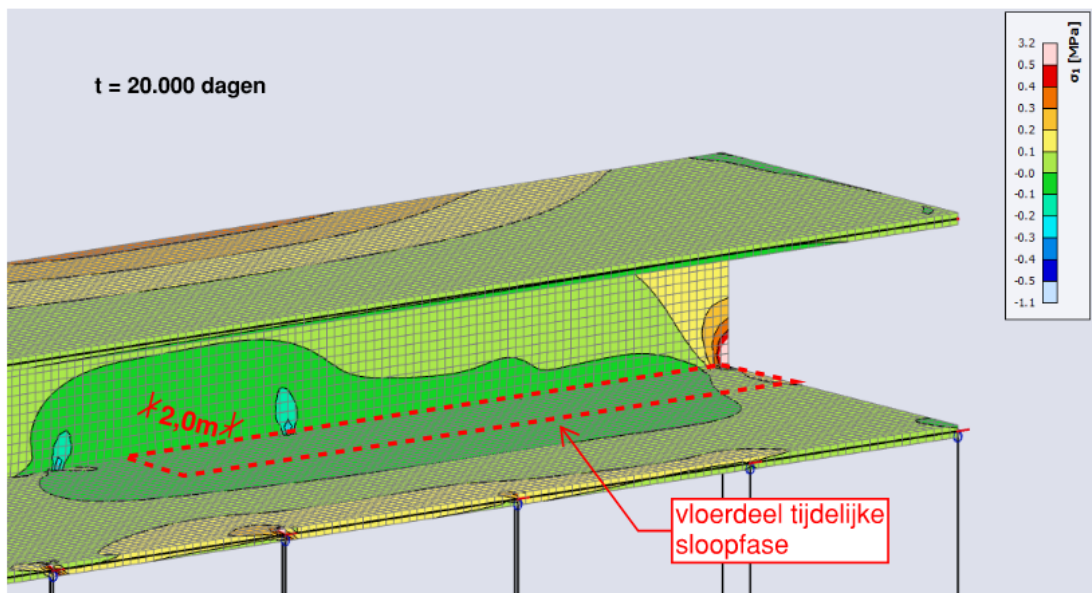 t = 20.000 dagen
3.2
0.5
0.4
0.3
0.2
0.1
-0.0
-0.1
-0.2
-0.3
-0.4
-0.5
-1.1
σ1 [MPa]
2,0m
vloerdeel tijdelijke
sloopfase